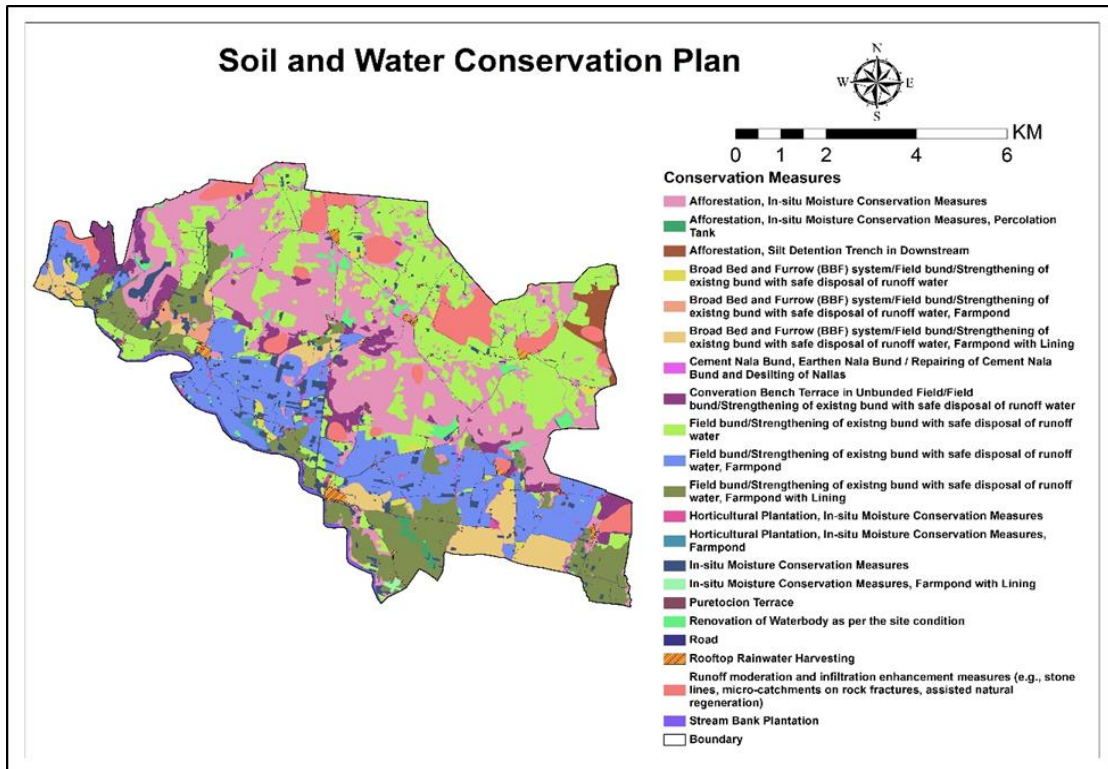 Soil and Water Conservation Plan
N
W E
S
KM
0 1 2 4 6
Conservation Measures
Afforestation, In-situ Moisture Conservation Measures
Afforestation, In-situ Moisture Conservation Measures, Percolation
Tank
Afforestation, Silt Detention Trench in Downstream
Broad Bed and Furrow (BBF) system/Field bund/Strengthening of
existng bund with safe disposal of runoff water
Broad Bed and Furrow (BBF) system/Field bund/Strengthening of
existng bund with safe disposal of runoff water, Farmpond
Broad Bed and Furrow (BBF) system/Field bund/Strengthening of
existng bund with safe disposal of runoff water, Farmpond with Lining
Cement Nala Bund, Earthen Nala Bund / Repairing of Cement Nala
Bund and Desilting of Nallas
Converation Bench Terrace in Unbunded Field/Field
bund/Strengthening of existng bund with safe disposal of runoff water
Field bund/Strengthening of existng bund with safe disposal of runoff
water
Field bund/Strengthening of existng bund with safe disposal of runoff
water, Farmpond
Field bund/Strengthening of existng bund with safe disposal of runoff
water, Farmpond with Lining
Horticultural Plantation, In-situ Moisture Conservation Measures
Horticultural Plantation, In-situ Moisture Conservation Measures,
Farmpond
In-situ Moisture Conservation Measures
In-situ Moisture Conservation Measures, Farmpond with Lining
Puretocion Terrace
Renovation of Waterbody as per the site condition
Road
Rooftop Rainwater Harvesting
Runoff moderation and infiltration enhancement measures (e.g., stone
lines, micro-catchments on rock fractures, assisted natural
regeneration)
Stream Bank Plantation
Boundary